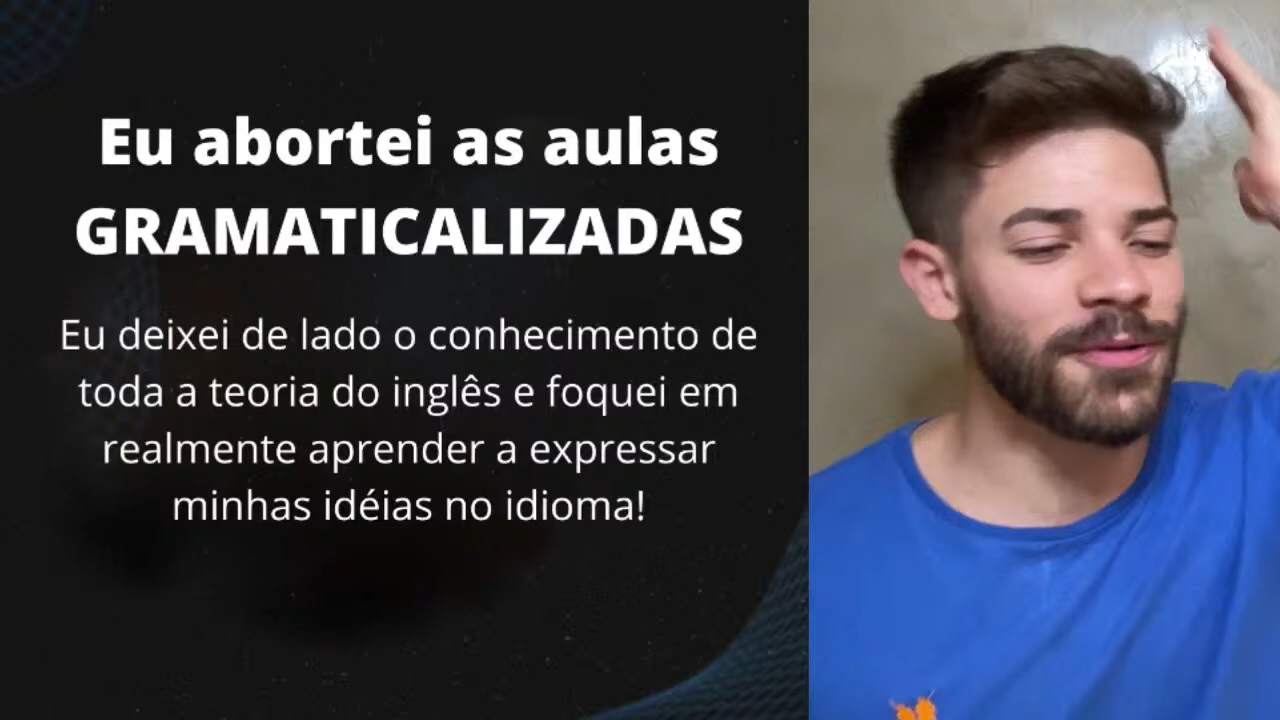 Eu abortei as aulas
GRAMATICALIZADAS
Eu deixei de lado o conhecimento de
toda a teoria do inglês e foquei em
realmente aprender a expressar
minhas idéias no idioma!